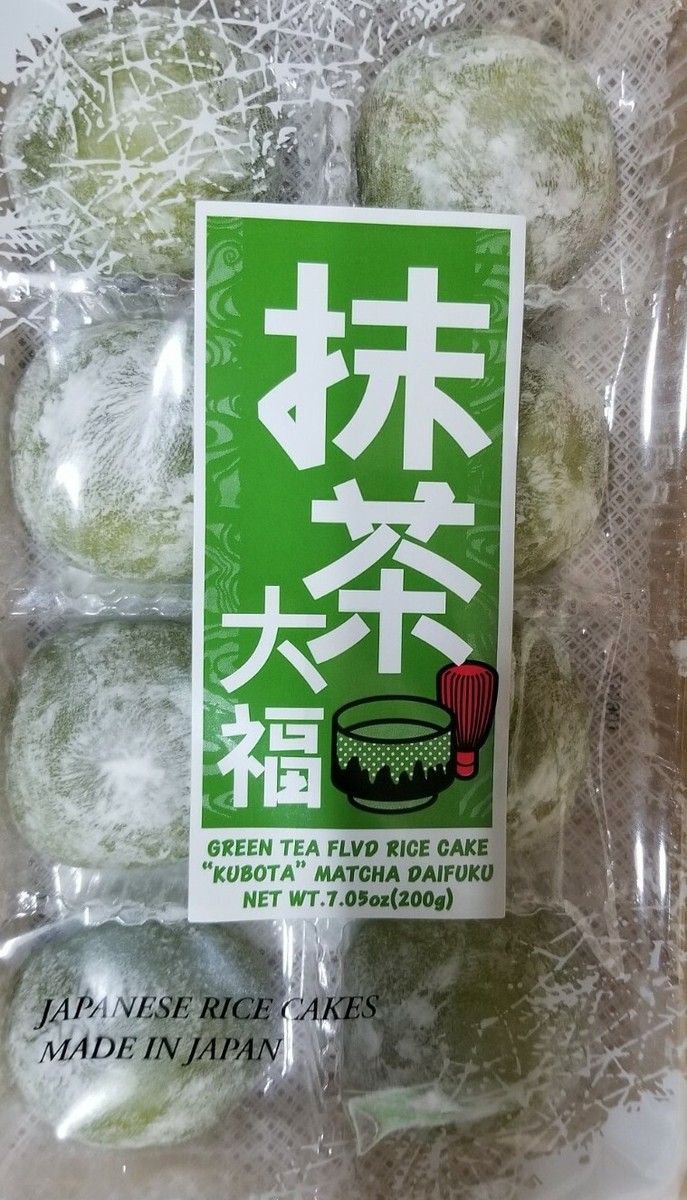 抹茶
大福
GREEN TEA FLVD RICE CAKE
“KUBOTA” MATCHA DAIFUKU
NET WT.7.05oz(200g)
JAPANESE RICE CAKES
MADE IN JAPAN